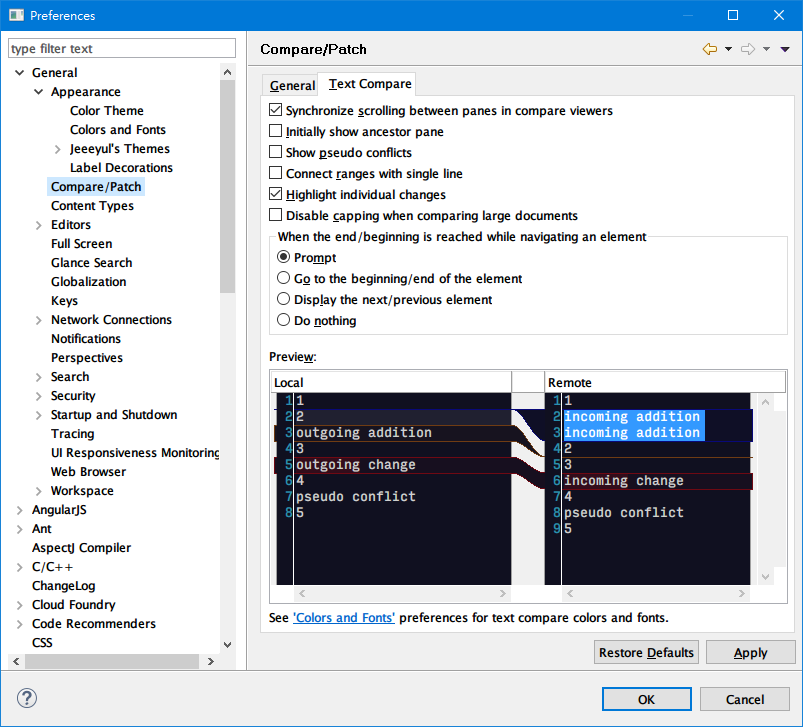 Preferences
type filter text
General
Appearance
Color Theme
Colors and Fonts
Jeeeyul's Themes
Label Decorations
Compare/Patch
Content Types
Editors
Full Screen
Glance Search
Globalization
Keys
Network Connections
Notifications
Perspectives
Search
Security
Startup and Shutdown
Tracing
UI Responsiveness Monitoring
Web Browser
Workspace
AngularJS
Ant
AspectJ Compiler
C/C++
ChangeLog
Cloud Foundry
Code Recommenders
CSS
Compare/Patch
General
Text Compare
Synchronize scrolling between panes in compare viewers
Initially show ancestor pane
Show pseudo conflicts
Connect ranges with single line
Highlight individual changes
Disable capping when comparing large documents
When the end/beginning is reached while navigating an element
Prompt
Go to the beginning/end of the element
Display the next/previous element
Do nothing
Preview:
Local
1 1
2 2
3 outgoing addition
4 3
5 outgoing change
6 4
7 pseudo conflict
8 5
Remote
1 1
2 incoming addition
3 incoming addition
4 2
5 3
6 incoming change
7 4
8 pseudo conflict
9 5
See 'Colors and Fonts' preferences for text compare colors and fonts.
Restore Defaults
Apply
?
OK
Cancel